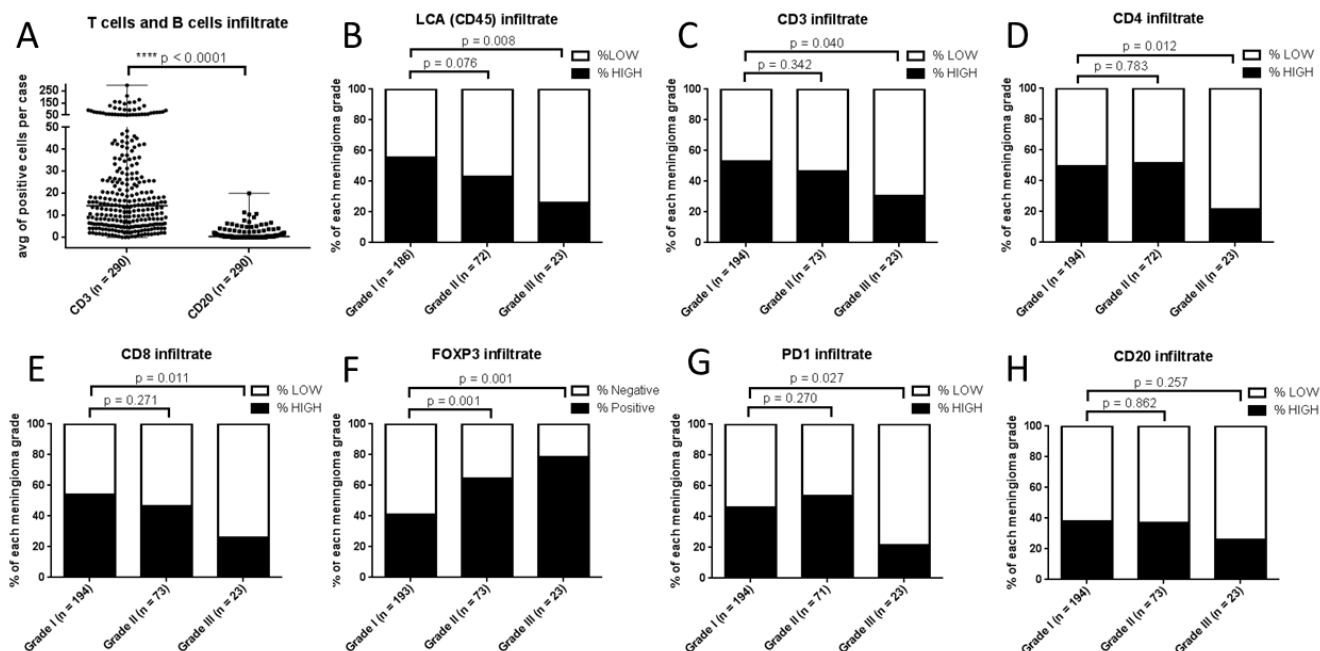 A
T cells and B cells infiltrate
**** p < 0.0001
avg of positive cells per case
250
150
50
50
40
30
20
10
0
CD3 (n = 290)
CD20 (n = 290)
B
LCA (CD45) infiltrate
p = 0.008
p = 0.076
%LOW
% HIGH
% of each meningioma grade
100
80
60
40
20
0
Grade I (n = 186)
Grade II (n = 72)
Grade III (n = 23)
C
CD3 infiltrate
p = 0.040
p = 0.342
%LOW
% HIGH
% of each meningioma grade
100
80
60
40
20
0
Grade I (n = 194)
Grade II (n = 73)
Grade III (n = 23)
D
CD4 infiltrate
p = 0.012
p = 0.783
% LOW
% HIGH
% of each meningioma grade
100
80
60
40
20
0
Grade I (n = 194)
Grade II (n = 72)
Grade III (n = 23)
E
CD8 infiltrate
p = 0.011
p = 0.271
% LOW
% HIGH
% of each meningioma grade
100
80
60
40
20
0
Grade I (n = 194)
Grade II (n = 73)
Grade III (n = 23)
F
FOXP3 infiltrate
p = 0.001
p = 0.001
% Negative
% Positive
% of each meningioma grade
100
80
60
40
20
0
Grade I (n = 193)
Grade II (n = 73)
Grade III (n = 23)
G
PD1 infiltrate
p = 0.027
p = 0.270
% LOW
% HIGH
% of each meningioma grade
100
80
60
40
20
0
Grade I (n = 194)
Grade II (n = 71)
Grade III (n = 23)
H
CD20 infiltrate
p = 0.257
p = 0.862
% LOW
% HIGH
% of each meningioma grade
100
80
60
40
20
0
Grade I (n = 194)
Grade II (n = 73)
Grade III (n = 23)